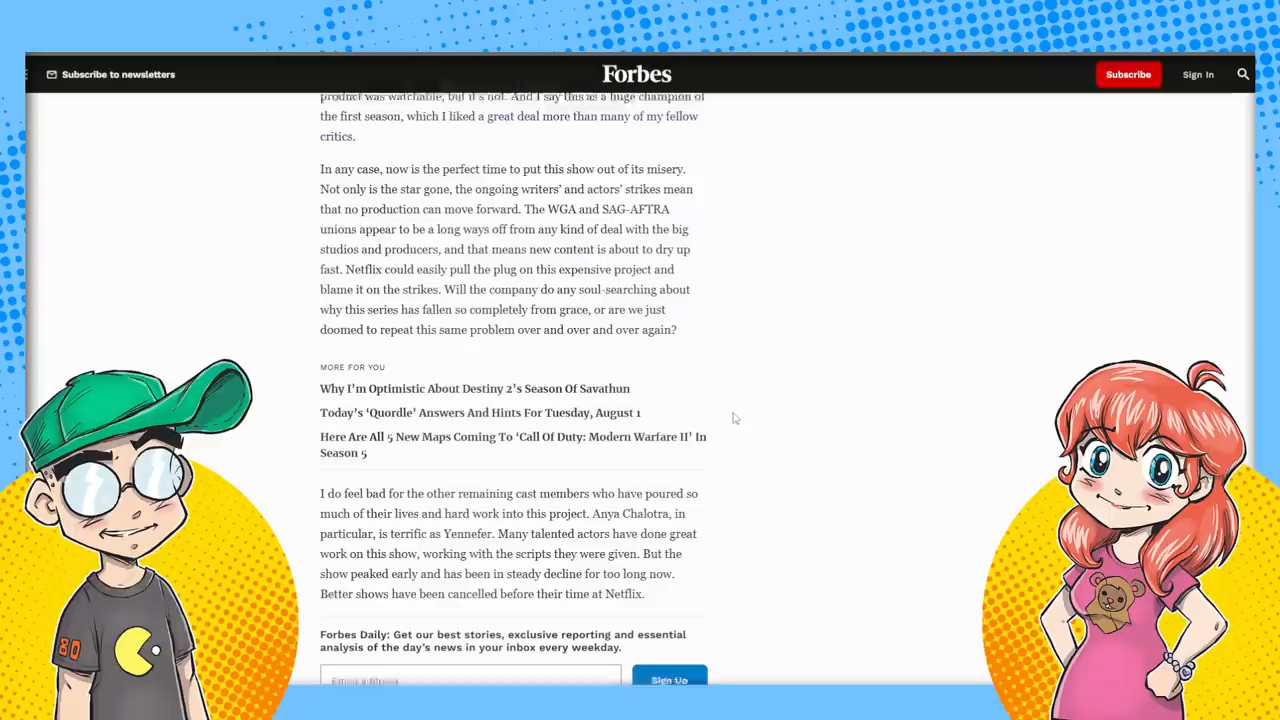 Subscribe to newsletters
Forbes
Subscribe
Sign In
product was watchable, but it's not. And I say this as a huge champion of
the first season, which I liked a great deal more than many of my fellow
critics.
In any case, now is the perfect time to put this show out of its misery.
Not only is the star gone, the ongoing writers' and actors' strikes mean
that no production can move forward. The WGA and SAG-AFTRA
unions appear to be a long ways off from any kind of deal with the big
studios and producers, and that means new content is about to dry up
fast. Netflix could easily pull the plug on this expensive project and
blame it on the strikes. Will the company do any soul-searching about
why this series has fallen so completely from grace, or are we just
doomed to repeat this same problem over and over and over again?
MORE FOR YOU
Why I'm Optimistic About Destiny 2's Season Of Savathun
Today's 'Quordle' Answers And Hints For Tuesday, August 1
Here Are All 5 New Maps Coming To 'Call Of Duty: Modern Warfare II' In
Season 5
I do feel bad for the other remaining cast members who have poured so
much of their lives and hard work into this project. Anya Chalotra, in
particular, is terrific as Yennefer. Many talented actors have done great
work on this show, working with the scripts they were given. But the
show peaked early and has been in steady decline for too long now.
Better shows have been cancelled before their time at Netflix.
Forbes Daily: Get our best stories, exclusive reporting and essential
analysis of the day's news in your inbox every weekday.
Sign Up
80